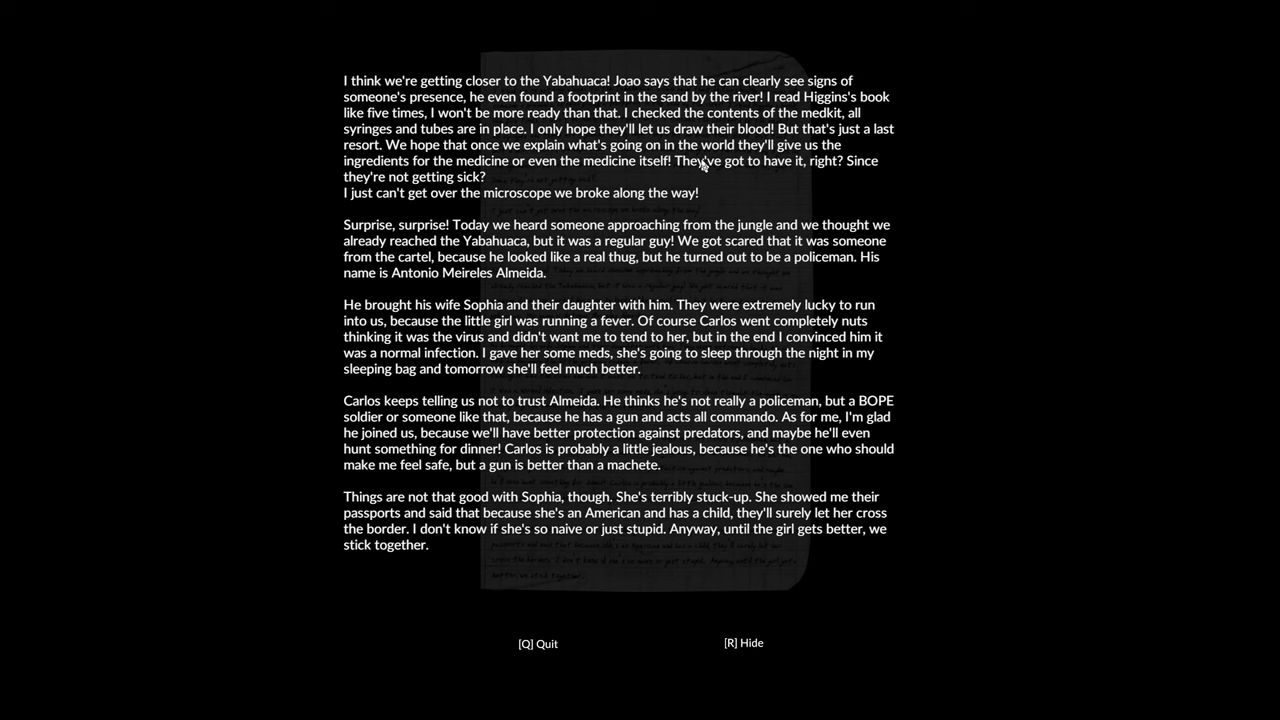 I think we're getting closer to the Yabahuaca! Joao says that he can clearly see signs of
someone's presence, he even found a footprint in the sand by the river! I read Higgins's book
like five times, I won't be more ready than that. I checked the contents of the medkit, all
syringes and tubes are in place. I only hope they'll let us draw their blood! But that's just a last
resort. We hope that once we explain what's going on in the world they'll give us the
ingredients for the medicine or even the medicine itself! They've got to have it, right? Since
they're not getting sick?
I just can't get over the microscope we broke along the way!
Surprise, surprise! Today we heard someone approaching from the jungle and we thought we
already reached the Yabahuaca, but it was a regular guy! We got scared that it was someone
from the cartel, because he looked like a real thug, but he turned out to be a policeman. His
name is Antonio Meireles Almeida.
He brought his wife Sophia and their daughter with him. They were extremely lucky to run
into us, because the little girl was running a fever. Of course Carlos went completely nuts
thinking it was the virus and didn't want me to tend to her, but in the end I convinced him it
was a normal infection. I gave her some meds, she's going to sleep through the night in my
sleeping bag and tomorrow she'll feel much better.
Carlos keeps telling us not to trust Almeida. He thinks he's not really a policeman, but a BOPE
soldier or someone like that, because he has a gun and acts all commando. As for me, I'm glad
he joined us, because we'll have better protection against predators, and maybe he'll even
hunt something for dinner! Carlos is probably a little jealous, because he's the one who should
make me feel safe, but a gun is better than a machete.
Things are not that good with Sophia, though. She's terribly stuck-up. She showed me their
passports and said that because she's an American and has a child, they'll surely let her cross
the border. I don't know if she's so naive or just stupid. Anyway, until the girl gets better, we
stick together.
[Q] Quit
[R] Hide